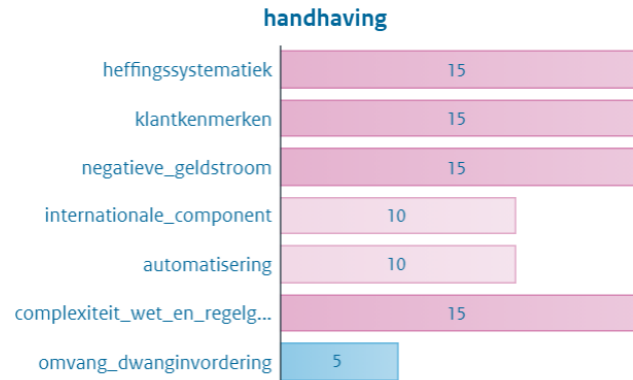 handhaving
heffingssystematiek 15
klantkenmerken 15
negatieve_geldstroom 15
internationale_component 10
automatisering 10
complexiteit_wet_en_regelg... 15
omvang_dwanginvordering 5